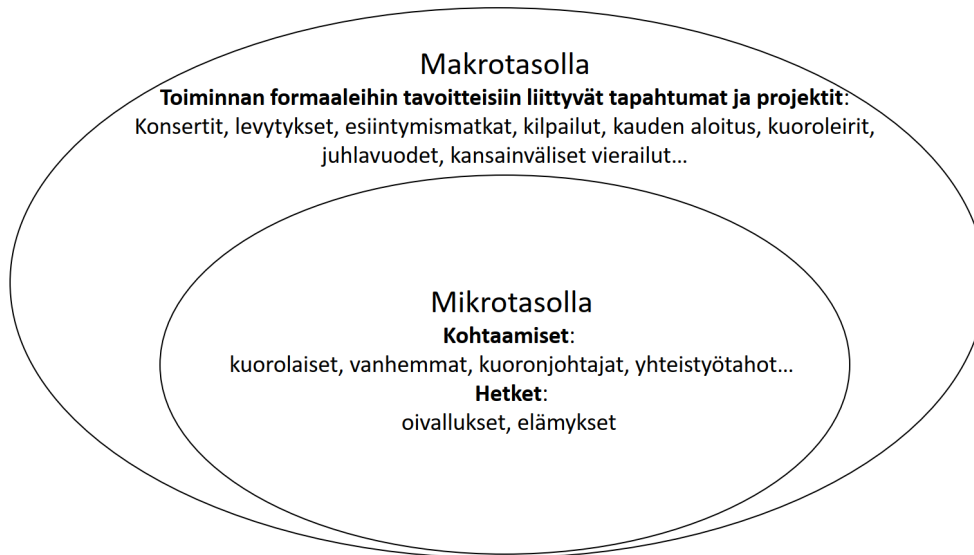 Makrotasolla
Toiminnan formaaleihin tavoitteisiin liittyvät tapahtumat ja projektit:
Konsertit, levytykset, esiintymismatkat, kilpailut, kauden aloitus, kuoroleirit,
juhlavuodet, kansainväliset vierailut...
Mikrotasolla
Kohtaamiset:
kuorolaiset, vanhemmat, kuoronjohtajat, yhteistyötahot...
Hetket:
oivallukset, elämykset